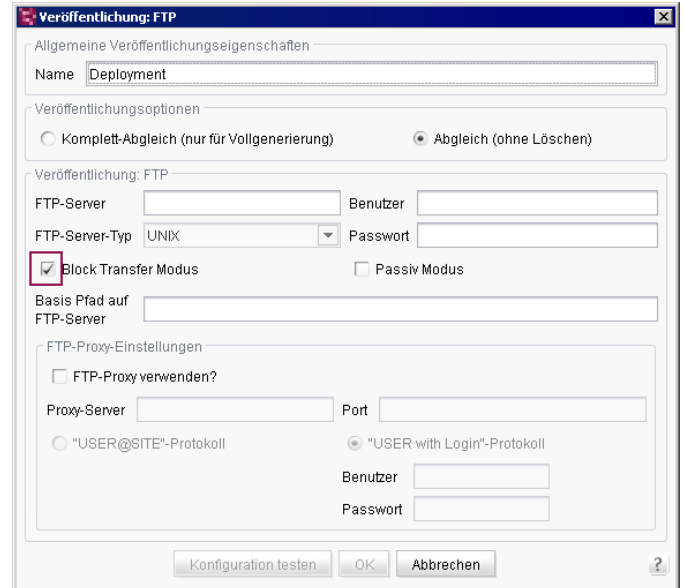 Veröffentlichung: FTP
Allgemeine Veröffentlichungseigenschaften
Name Deployment
Veröffentlichungsoptionen
Komplett-Abgleich (nur für Vollgenerierung) Abgleich (ohne Löschen)
Veröffentlichung: FTP
FTP-Server Benutzer
FTP-Server-Typ UNIX Passwort
Block Transfer Modus Passiv Modus
Basis Pfad auf
FTP-Server
FTP-Proxy-Einstellungen
FTP-Proxy verwenden?
Proxy-Server Port
"USER@SITE"-Protokoll "USER with Login"-Protokoll
Benutzer
Passwort
Konfiguration testen OK Abbrechen ?